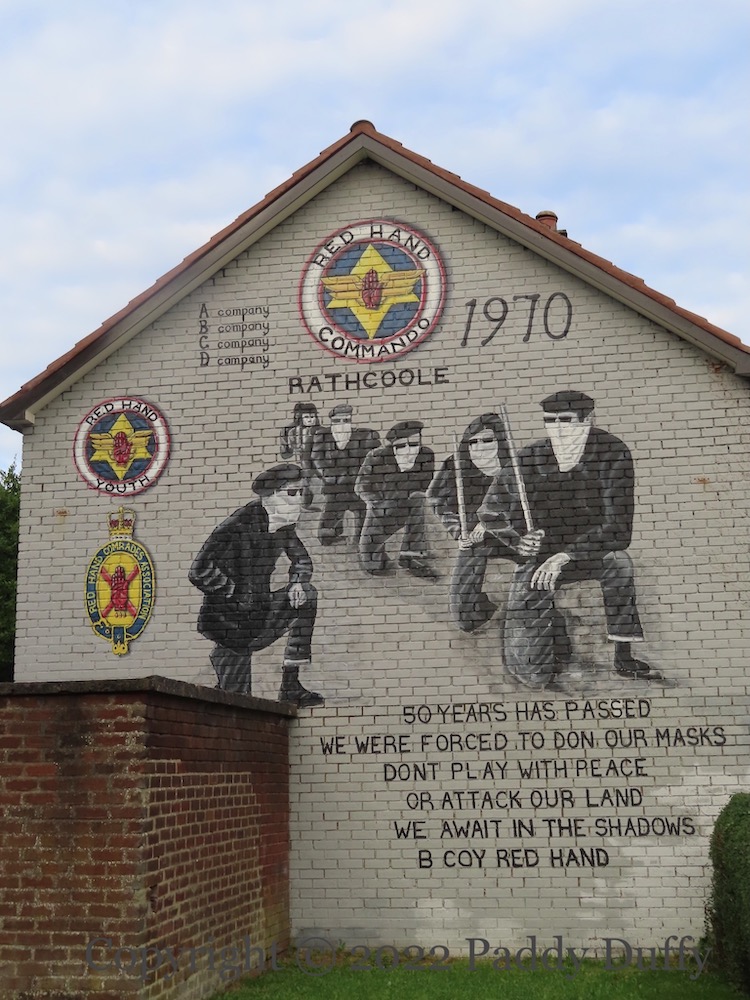 RED HAND
COMMANDO
1970
A company
B company
C company
D company
RATHCOOLE
RED HAND
YOUTH
RED HAND COMRADES ASSOCIATION
50 YEARS HAS PASSED
WE WERE FORCED TO DON OUR MASKS
DONT PLAY WITH PEACE
OR ATTACK OUR LAND
WE AWAIT IN THE SHADOWS
B COY RED HAND
Copyright © 2022 Paddy Duffy